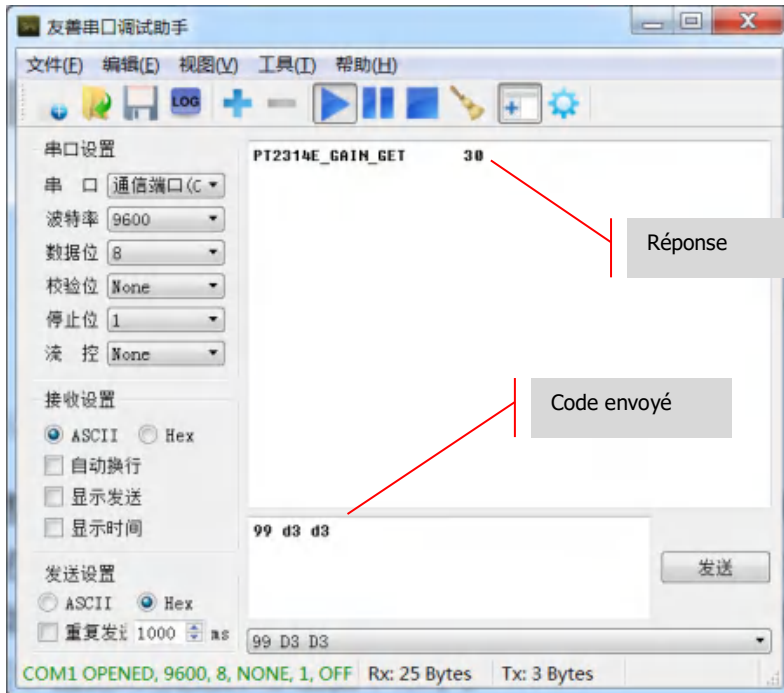 友善串口调试助手
文件(F) 编辑(E) 视图(V) 工具(T) 帮助(H)
LOG
串口设置
串 口 通信端口(C
波特率 9600
数据位 8
校验位 None
停止位 1
流 控 None
接收设置
ASCII Hex
自动换行
显示发送
显示时间
发送设置
ASCII Hex
重复发 1000 ms
PT2314E_GAIN_GET 30
Réponse
Code envoyé
99 d3 d3
发送
99 D3 D3
COM1 OPENED, 9600, 8, NONE, 1, OFF Rx: 25 Bytes Tx: 3 Bytes